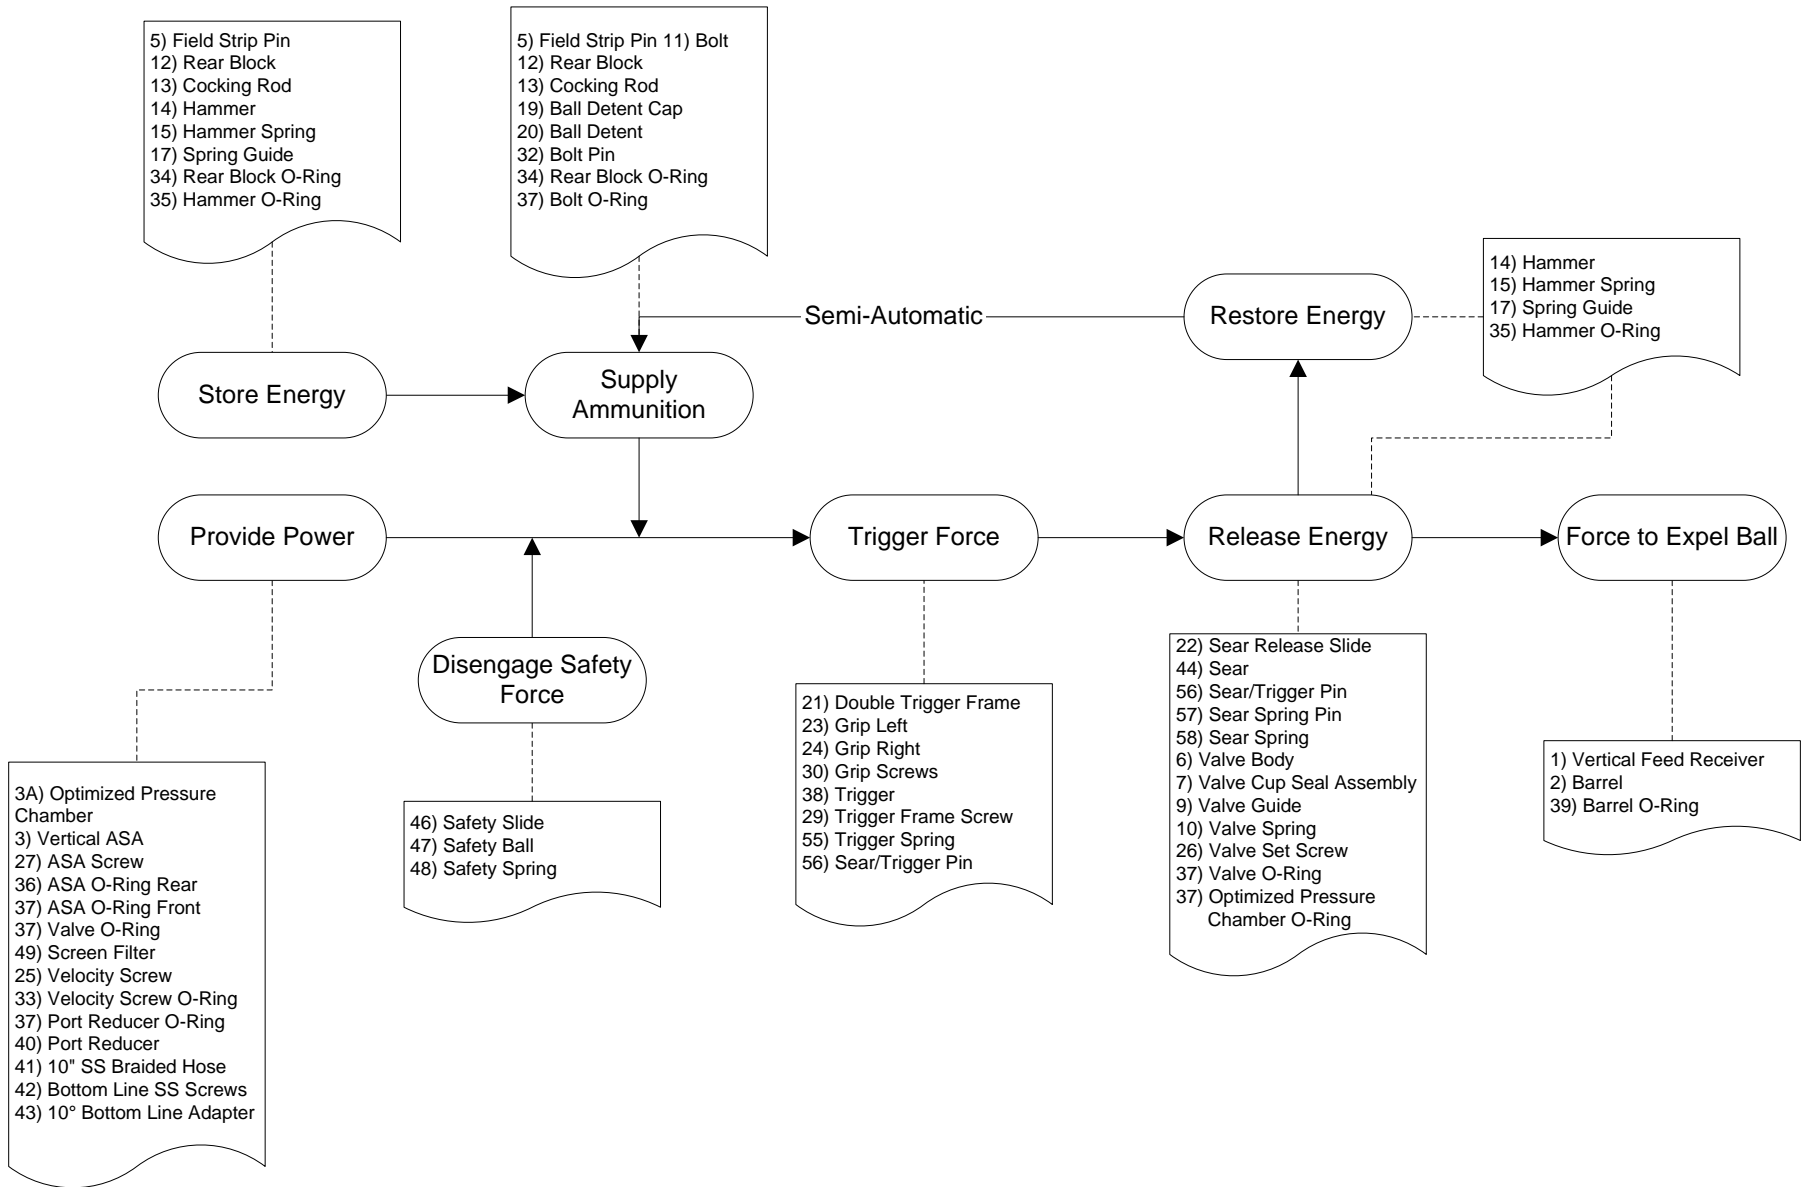 5) Field Strip Pin
12) Rear Block
13) Cocking Rod
14) Hammer
15) Hammer Spring
17) Spring Guide
34) Rear Block O-Ring
35) Hammer O-Ring
5) Field Strip Pin 11) Bolt
12) Rear Block
13) Cocking Rod
19) Ball Detent Cap
20) Ball Detent
32) Bolt Pin
34) Rear Block O-Ring
37) Bolt O-Ring
14) Hammer
15) Hammer Spring
17) Spring Guide
35) Hammer O-Ring
Semi-Automatic
Restore Energy
Store Energy
Supply
Ammunition
Provide Power
Trigger Force
Release Energy
Force to Expel Ball
Disengage Safety
Force
3A) Optimized Pressure
Chamber
3) Vertical ASA
27) ASA Screw
36) ASA O-Ring Rear
37) ASA O-Ring Front
37) Valve O-Ring
49) Screen Filter
25) Velocity Screw
33) Velocity Screw O-Ring
37) Port Reducer O-Ring
40) Port Reducer
41) 10" SS Braided Hose
42) Bottom Line SS Screws
43) 10° Bottom Line Adapter
46) Safety Slide
47) Safety Ball
48) Safety Spring
21) Double Trigger Frame
23) Grip Left
24) Grip Right
30) Grip Screws
38) Trigger
29) Trigger Frame Screw
55) Trigger Spring
56) Sear/Trigger Pin
22) Sear Release Slide
44) Sear
56) Sear/Trigger Pin
57) Sear Spring Pin
58) Sear Spring
6) Valve Body
7) Valve Cup Seal Assembly
9) Valve Guide
10) Valve Spring
26) Valve Set Screw
37) Valve O-Ring
37) Optimized Pressure
Chamber O-Ring
1) Vertical Feed Receiver
2) Barrel
39) Barrel O-Ring